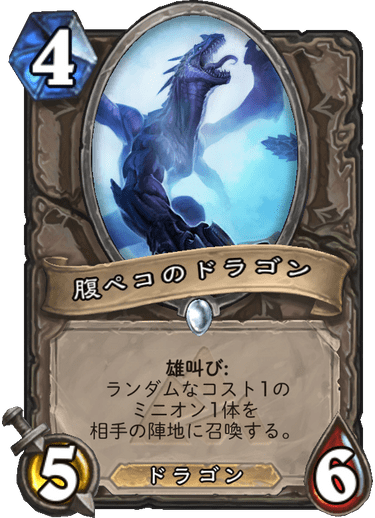 4
腹ペコのドラゴン
雄叫び:
ランダムなコスト1の
ミニオン1体を
相手の陣地に召喚する。
5
ドラゴン
6